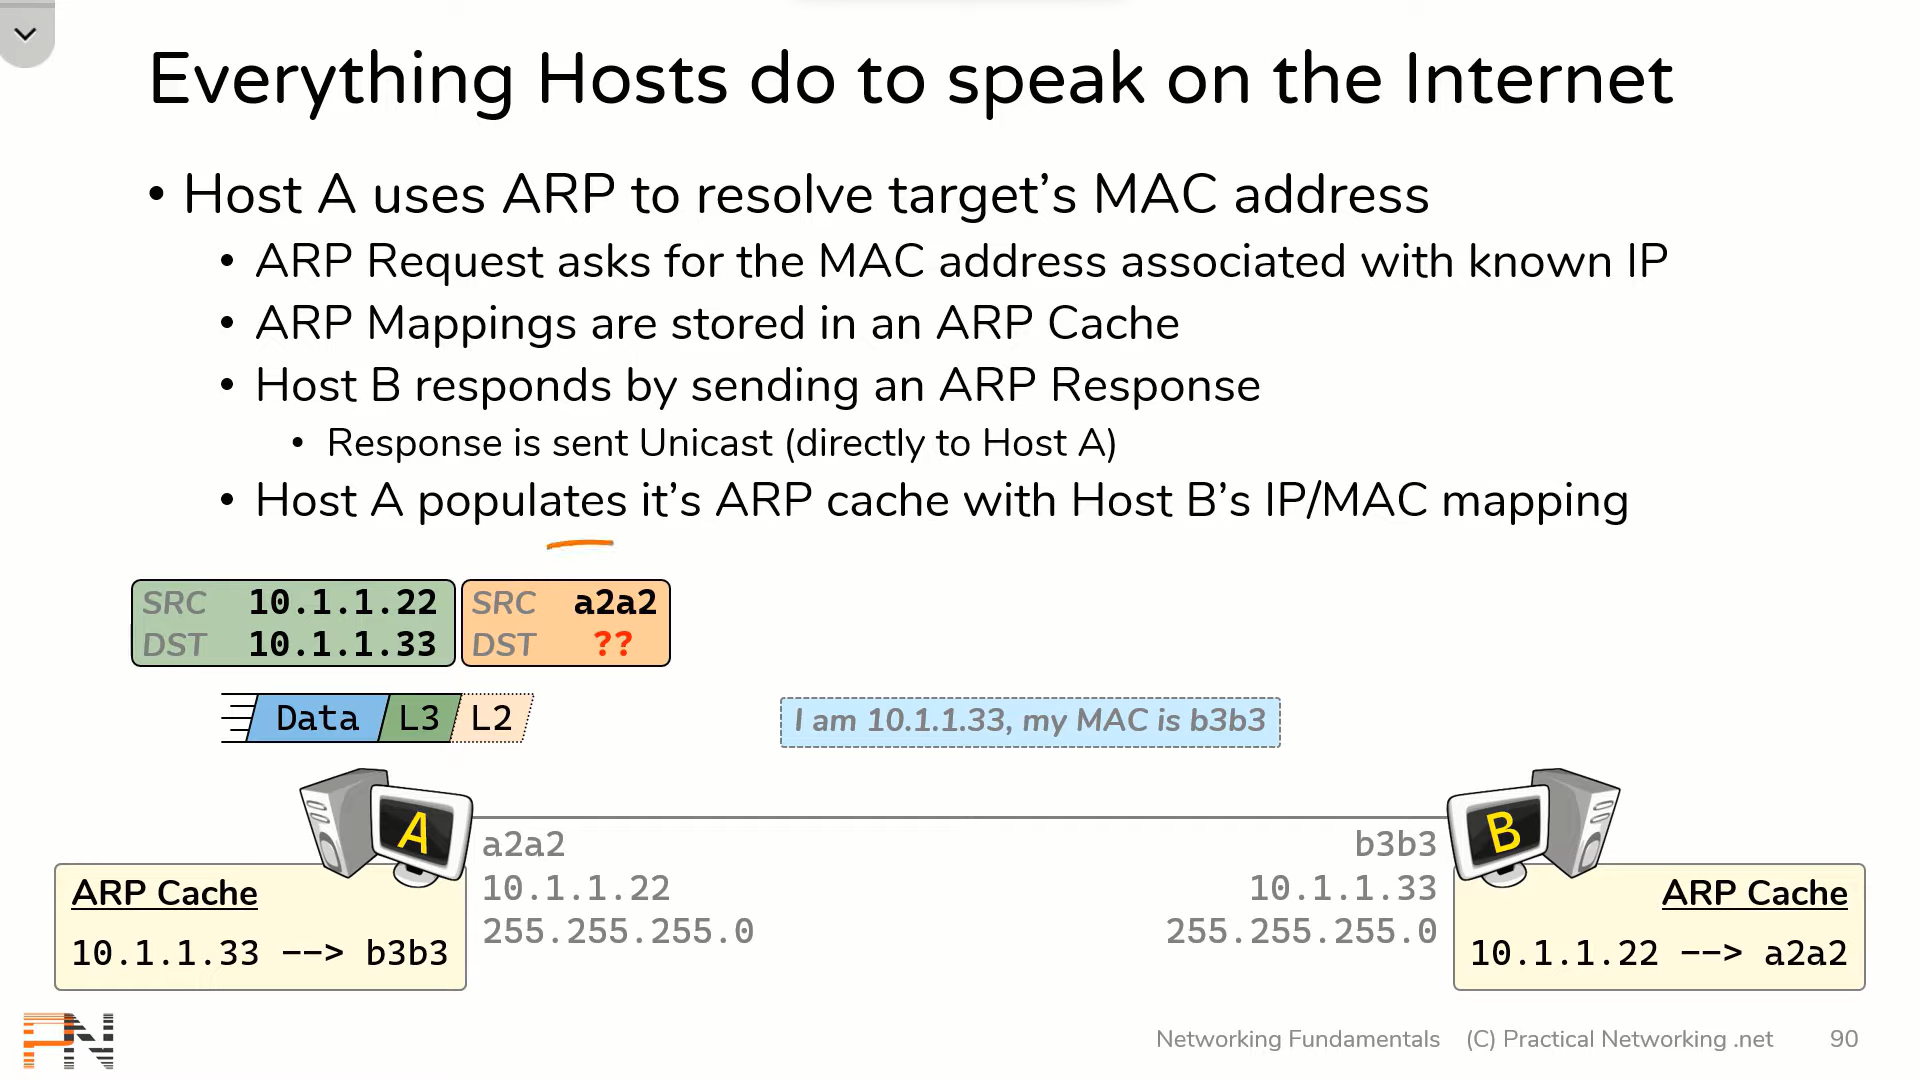 Everything Hosts do to speak on the Internet
• Host A uses ARP to resolve target's MAC address
• ARP Request asks for the MAC address associated with known IP
• ARP Mappings are stored in an ARP Cache
• Host B responds by sending an ARP Response
• Response is sent Unicast (directly to Host A)
• Host A populates it's ARP cache with Host B's IP/MAC mapping
SRC 10.1.1.22 SRC a2a2
DST 10.1.1.33 DST ??
Data L3 L2
I am 10.1.1.33, my MAC is b3b3
A B
a2a2 b3b3
ARP Cache 10.1.1.22 10.1.1.33 ARP Cache
255.255.255.0 255.255.255.0
10.1.1.33 --> b3b3 10.1.1.22 --> a2a2
PN Networking Fundamentals (C) Practical Networking .net 90